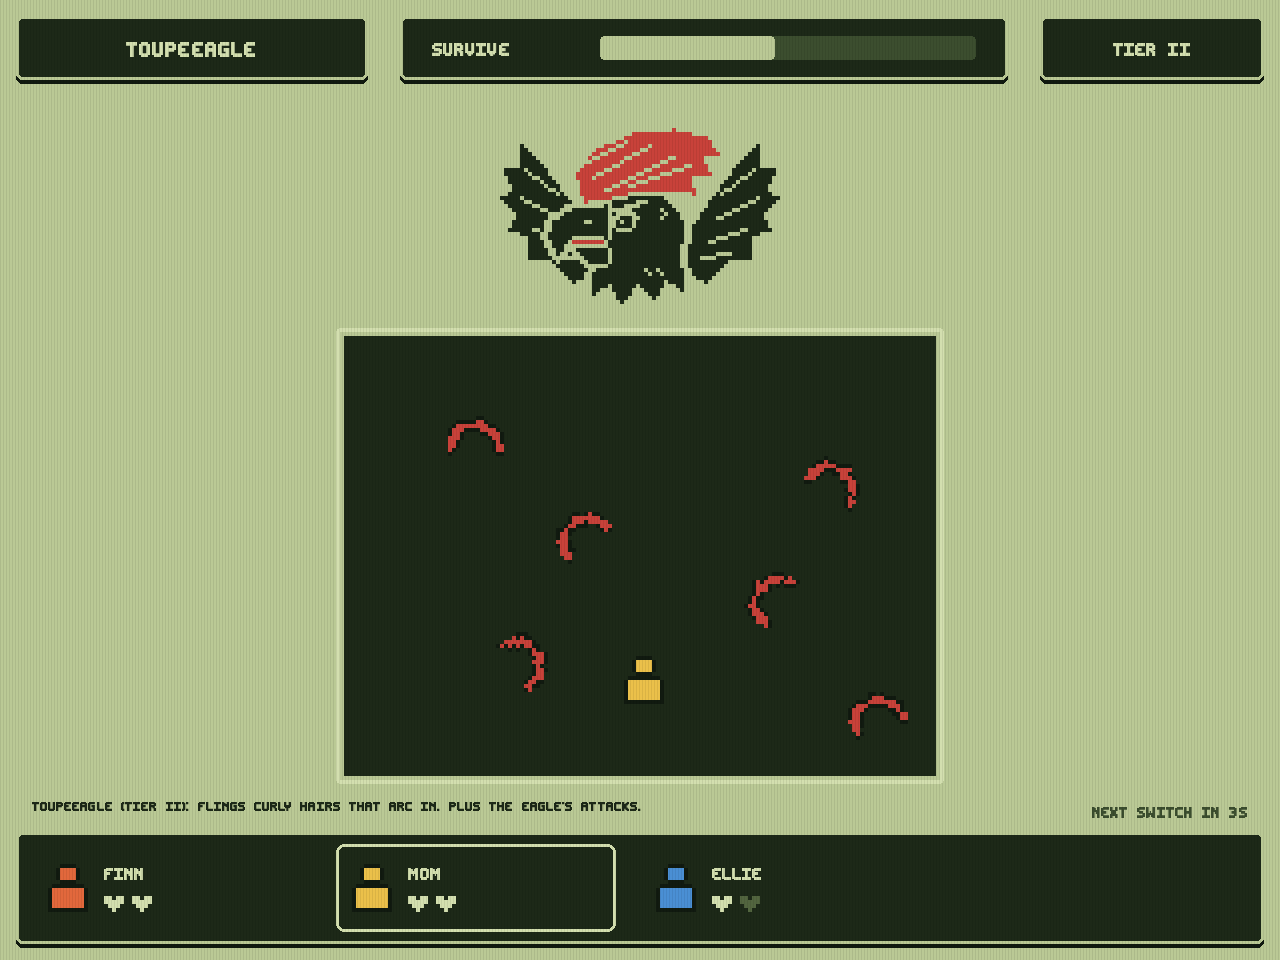 TOUPEEAGLE
SURVIVE
TIER II
TOUPEEAGLE (TIER II): FLINGS CURLY HAIRS THAT ARC IN. PLUS THE EAGLE'S ATTACKS.
NEXT SWITCH IN 3S
FINN
MOM
ELLIE